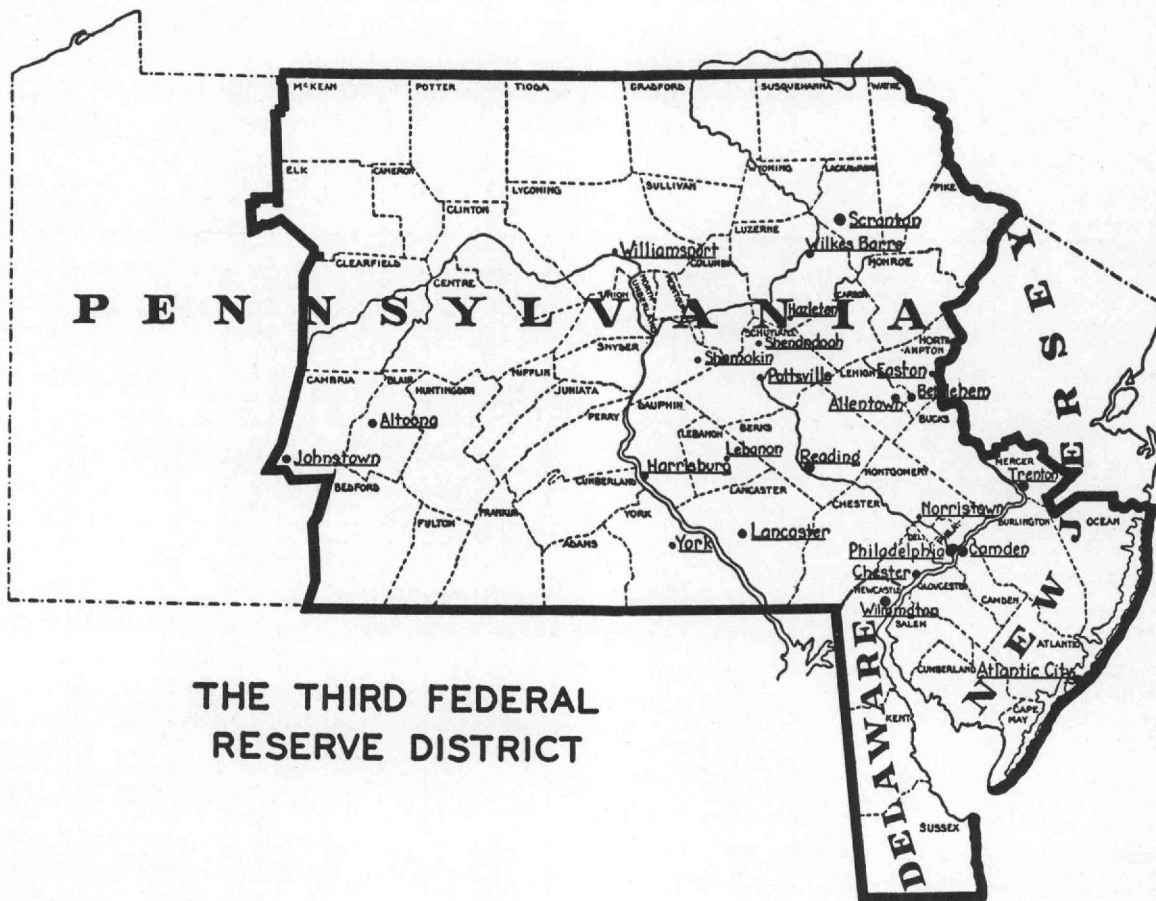 McKEAN
POTTER
TIOGA
BRADFORD
SUSQUEHANNA
WAYNE
ELK
CAMERON
WYOMING
LACKAWANNA
PIKE
LYCOMING
SULLIVAN
CLINTON
Scranton
LUZERNE
Williamsport
Wilkes Barre
CLEARFIELD
COLUMBIA
MONROE
CENTRE
UNION
CARBON
PENNSYLVANIA
NEW JERSEY
Hazleton
SCHUYLKILL
Shenandoah
NORTH-
AMPTON
SNYDER
Shamokin
MIFFLIN
LEHIGH
Easton
CAMBRIA
BLAIR
HUNTINGDON
JUNIATA
Pottsville
Bethlehem
Allentown
PERRY
DAUPHIN
BUCKS
Altoona
BERKS
LEBANON
Lebanon
Johnstown
Reading
MERCER
Harrisburg
MONTGOMERY
Trenton
BEDFORD
CUMBERLAND
LANCASTER
CHESTER
Norristown
FULTON
FRANKLIN
YORK
BURLINGTON
OCEAN
ADAMS
York
Lancaster
DEL.
Philadelphia
Camden
Chester
NEWCASTLE
GLOUCESTER
CAMDEN
Wilmington
SALEM
ATLANTIC
CUMBERLAND
Atlantic City
DELAWARE
KENT
CAPE
MAY
SUSSEX
THE THIRD FEDERAL
RESERVE DISTRICT